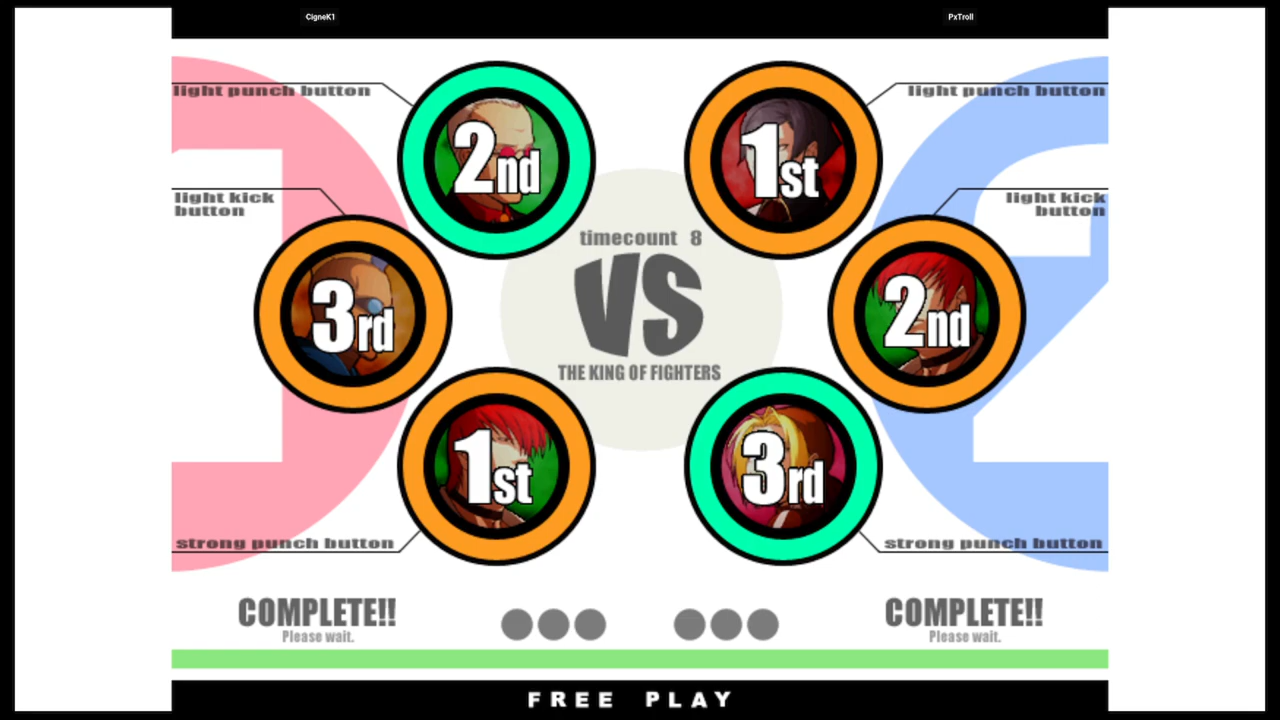 CigneK1
PxTroll
light punch button
light punch button
2nd
1st
light kick
button
light kick
button
timecount 8
VS
THE KING OF FIGHTERS
3rd
2nd
1st
3rd
strong punch button
strong punch button
COMPLETE!!
Please wait.
COMPLETE!!
Please wait.
FREE PLAY